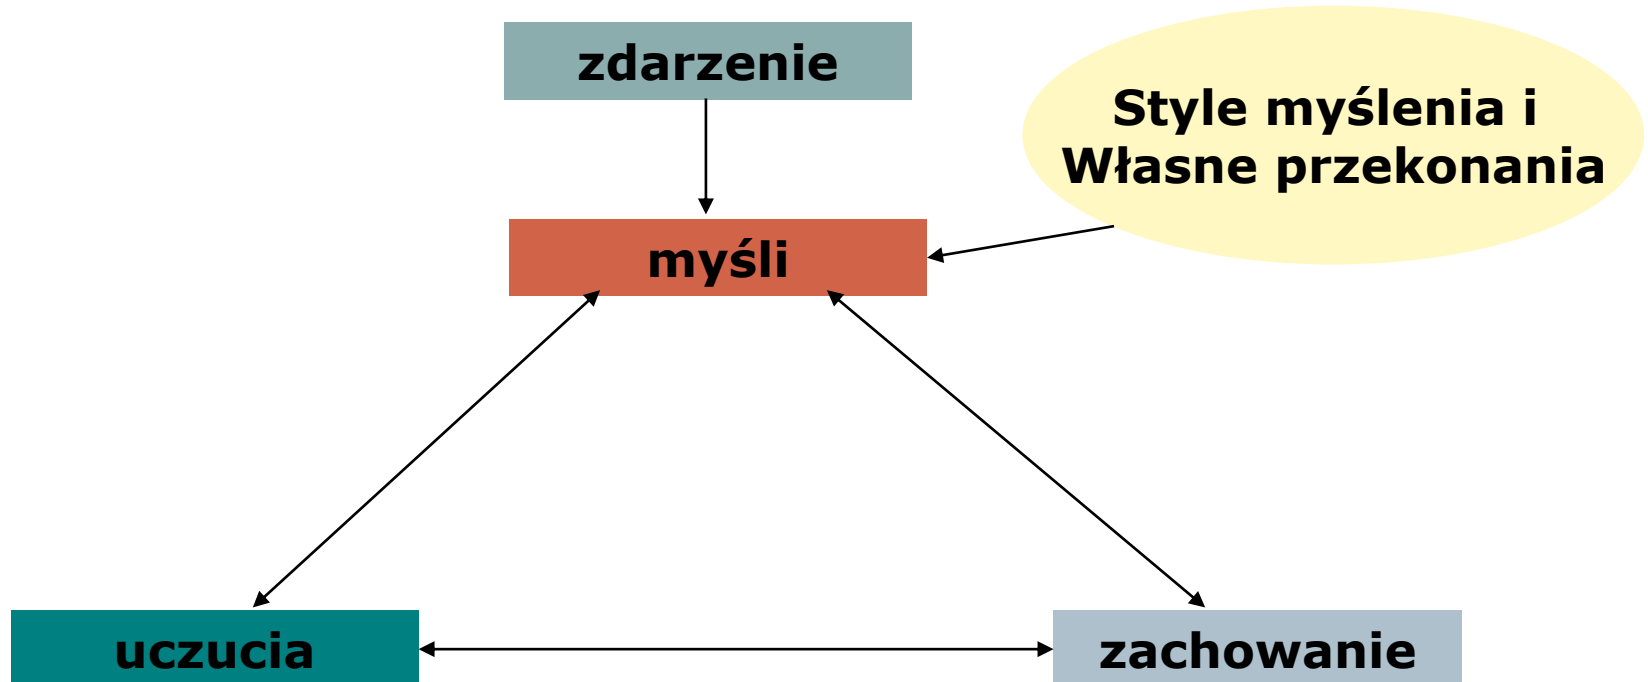 zdarzenie
Style myślenia i
Własne przekonania
myśli
uczucia
zachowanie